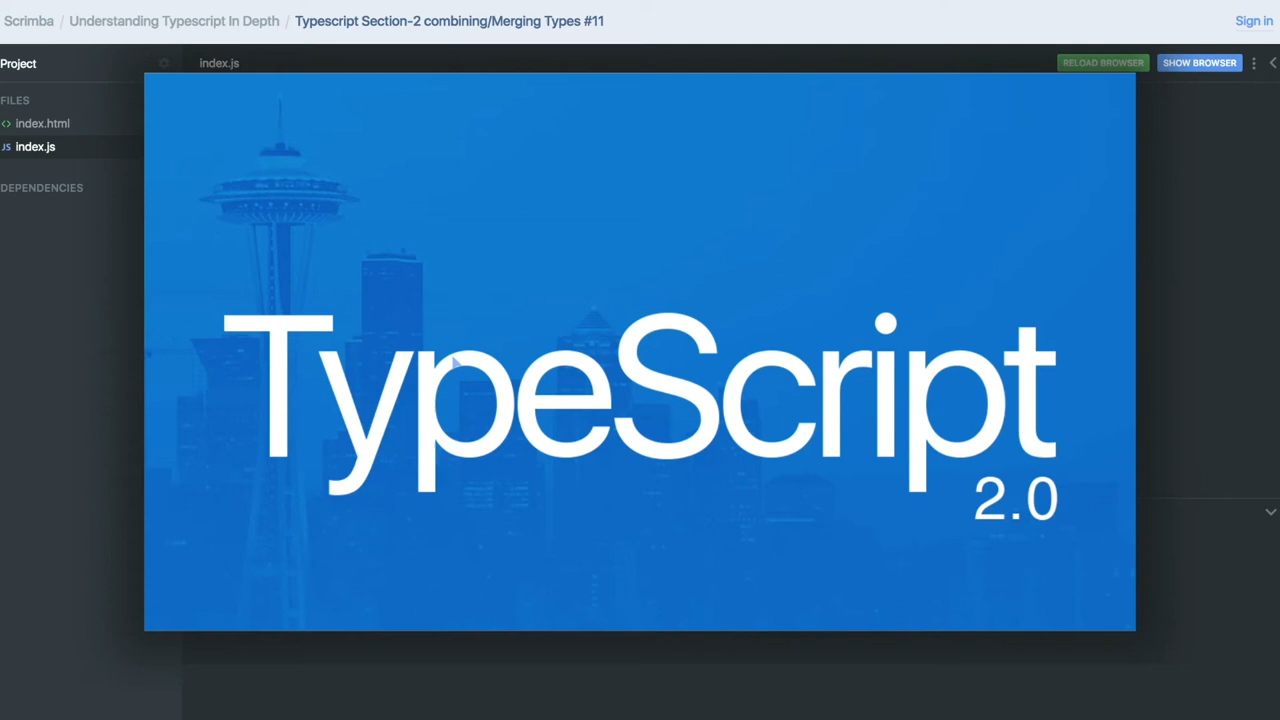 Scrimba / Understanding Typescript In Depth / Typescript Section-2 combining/Merging Types #11
Sign in
Project
index.js
RELOAD BROWSER
SHOW BROWSER
FILES
<> index.html
JS index.js
DEPENDENCIES
TypeScript
2.0